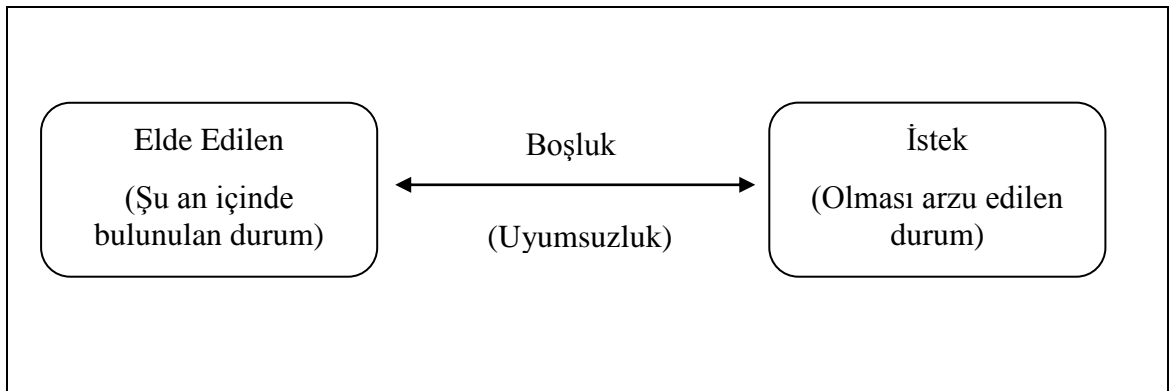 Elde Edilen
(Şu an içinde
bulunulan durum)
Boşluk
(Uyumsuzluk)
İstek
(Olması arzu edilen
durum)